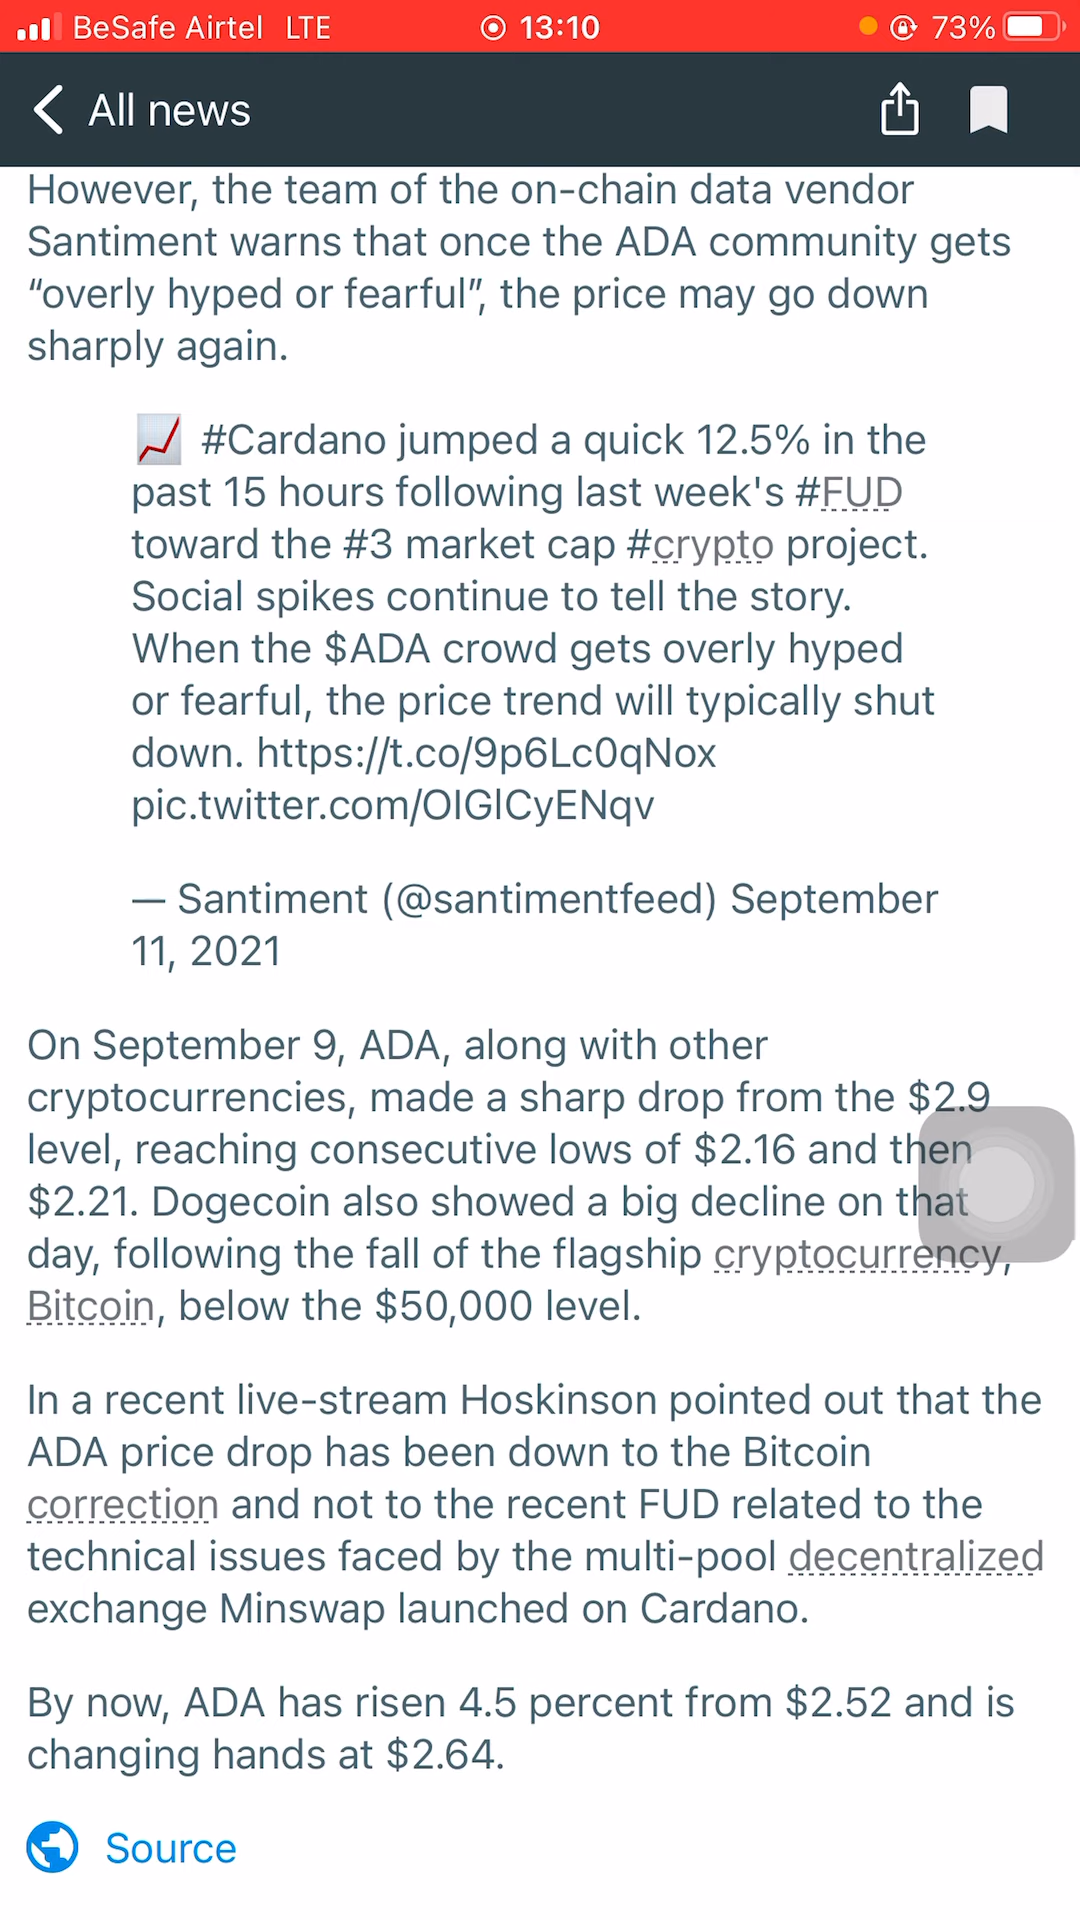 BeSafe Airtel LTE 13:10 73%
All news
However, the team of the on-chain data vendor
Santiment warns that once the ADA community gets
“overly hyped or fearful”, the price may go down
sharply again.
#Cardano jumped a quick 12.5% in the
past 15 hours following last week's #FUD
toward the #3 market cap #crypto project.
Social spikes continue to tell the story.
When the $ADA crowd gets overly hyped
or fearful, the price trend will typically shut
down. https://t.co/9p6Lc0qNox
pic.twitter.com/OIGlCyENqv
— Santiment (@santimentfeed) September
11, 2021
On September 9, ADA, along with other
cryptocurrencies, made a sharp drop from the $2.9
level, reaching consecutive lows of $2.16 and then
$2.21. Dogecoin also showed a big decline on that
day, following the fall of the flagship cryptocurrency,
Bitcoin, below the $50,000 level.
In a recent live-stream Hoskinson pointed out that the
ADA price drop has been down to the Bitcoin
correction and not to the recent FUD related to the
technical issues faced by the multi-pool decentralized
exchange Minswap launched on Cardano.
By now, ADA has risen 4.5 percent from $2.52 and is
changing hands at $2.64.
Source